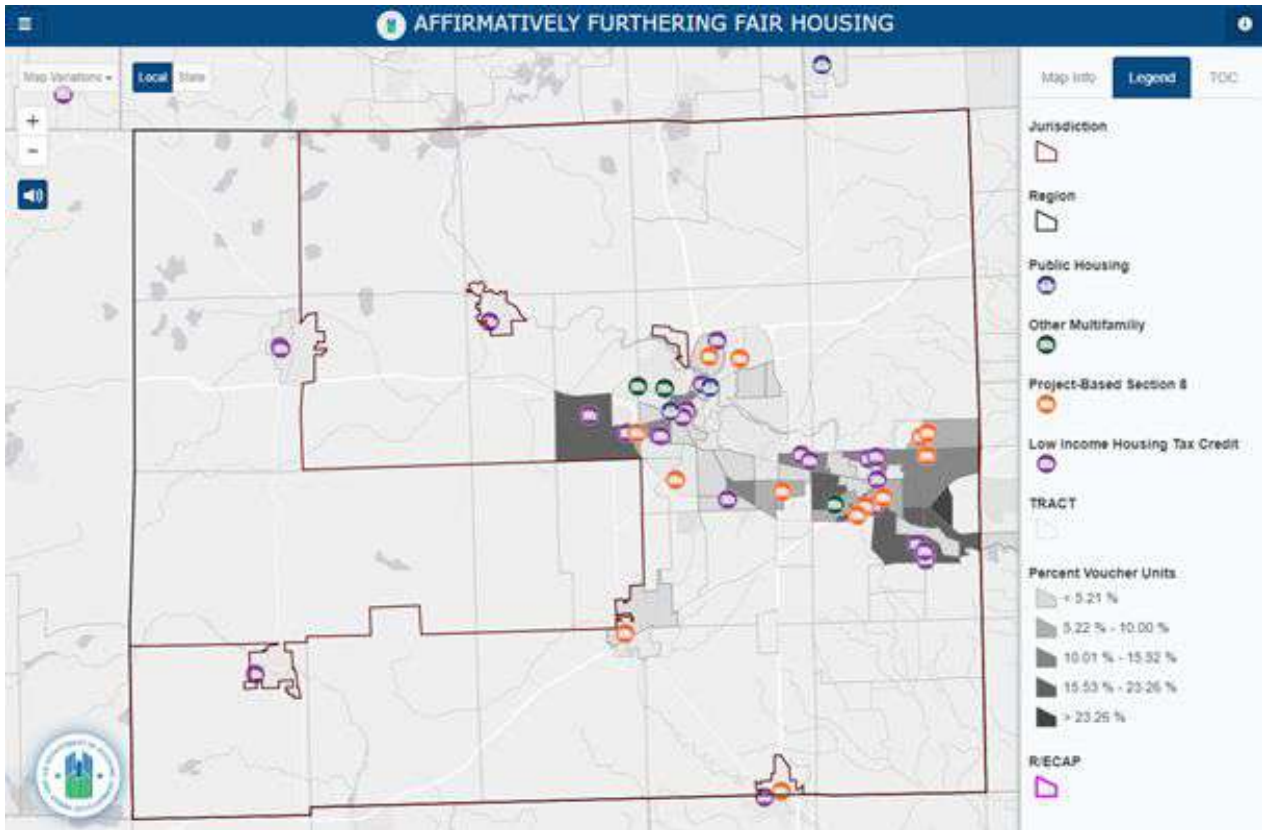 AFFIRMATIVELY FURTHERING FAIR HOUSING
Map Variations
Local State
+
−
Map Info Legend TOC
Jurisdiction
Region
Public Housing
Other Multifamiliy
Project-Based Section 8
Low Income Housing Tax Credit
TRACT
Percent Voucher Units
< 5.21 %
5.22 % - 10.00 %
10.01 % - 15.52 %
15.53 % - 23.26 %
> 23.26 %
R/ECAP